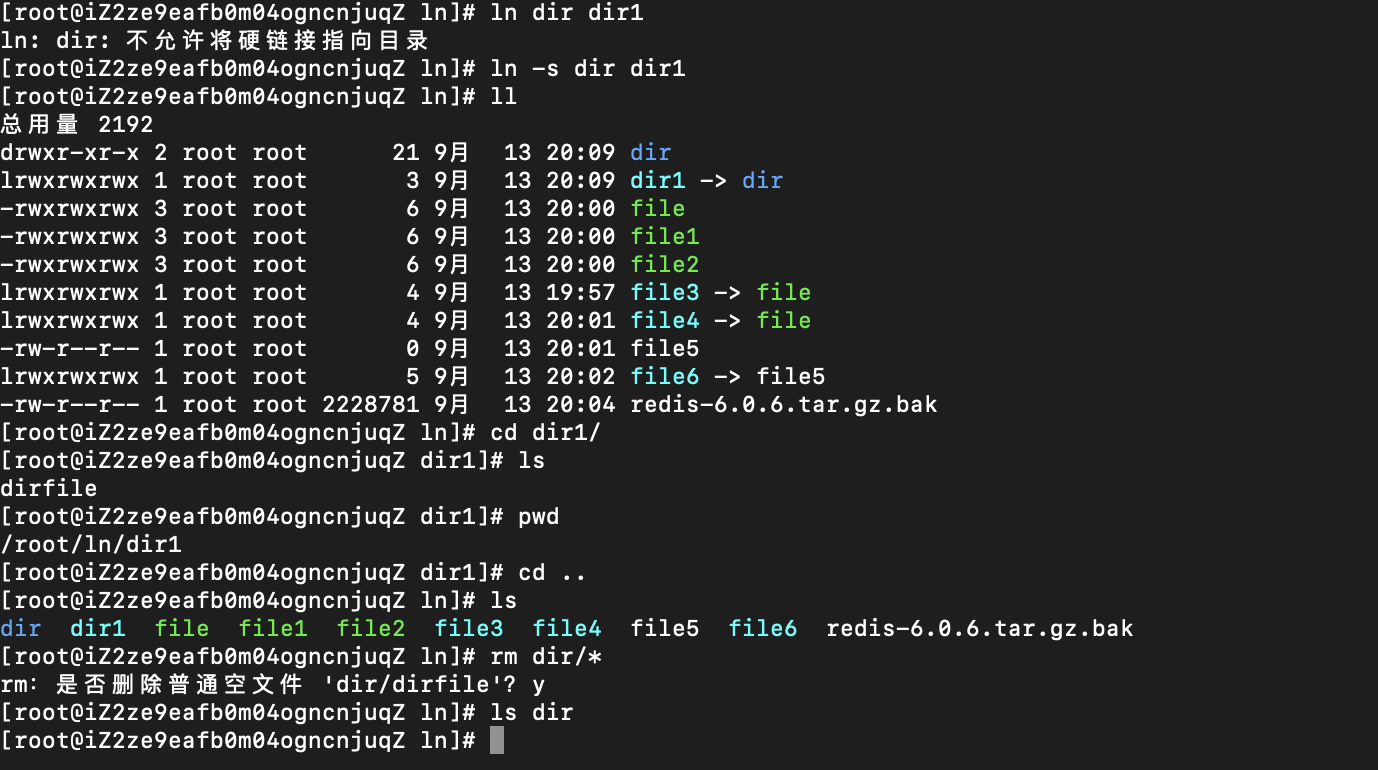 [root@iZ2ze9eafb0m04ogncnjuqZ ln]# ln dir dir1
ln: dir: 不允许将硬链接指向目录
[root@iZ2ze9eafb0m04ogncnjuqZ ln]# ln -s dir dir1
[root@iZ2ze9eafb0m04ogncnjuqZ ln]# ll
总用量 2192
drwxr-xr-x 2 root root      21 9月  13 20:09 dir
lrwxrwxrwx 1 root root       3 9月  13 20:09 dir1 -> dir
-rwxrwxrwx 3 root root       6 9月  13 20:00 file
-rwxrwxrwx 3 root root       6 9月  13 20:00 file1
-rwxrwxrwx 3 root root       6 9月  13 20:00 file2
lrwxrwxrwx 1 root root       4 9月  13 19:57 file3 -> file
lrwxrwxrwx 1 root root       4 9月  13 20:01 file4 -> file
-rw-r--r-- 1 root root       0 9月  13 20:01 file5
lrwxrwxrwx 1 root root       5 9月  13 20:02 file6 -> file5
-rw-r--r-- 1 root root 2228781 9月  13 20:04 redis-6.0.6.tar.gz.bak
[root@iZ2ze9eafb0m04ogncnjuqZ ln]# cd dir1/
[root@iZ2ze9eafb0m04ogncnjuqZ dir1]# ls
dirfile
[root@iZ2ze9eafb0m04ogncnjuqZ dir1]# pwd
/root/ln/dir1
[root@iZ2ze9eafb0m04ogncnjuqZ dir1]# cd ..
[root@iZ2ze9eafb0m04ogncnjuqZ ln]# ls
dir  dir1  file  file1  file2  file3  file4  file5  file6  redis-6.0.6.tar.gz.bak
[root@iZ2ze9eafb0m04ogncnjuqZ ln]# rm dir/*
rm：是否删除普通空文件 'dir/dirfile'? y
[root@iZ2ze9eafb0m04ogncnjuqZ ln]# ls dir
[root@iZ2ze9eafb0m04ogncnjuqZ ln]#